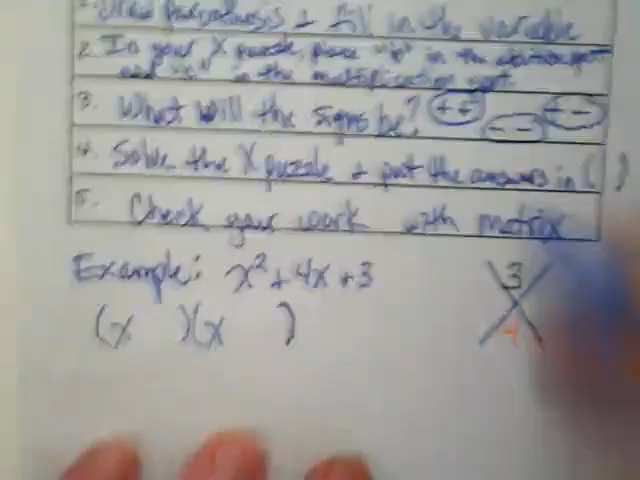 1. Draw parenthesis + fill in the variable
2. In your X puzzle, place "b" in the addition spot
and "c" in the multiplication spot.
3. What will the signs be? ++ -- +-
4. Solve the X puzzle + put the answers in ( )
5. Check your work with matrix
Example: x² + 4x + 3
(x )(x )
3
4